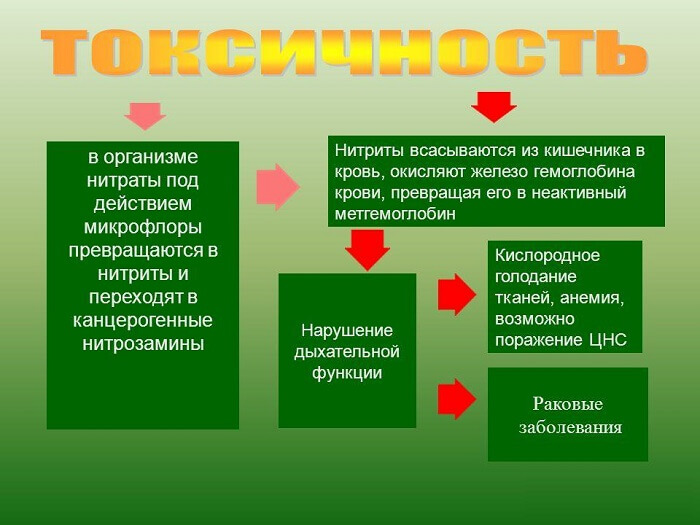 токсичность
в организме
нитраты под
действием
микрофлоры
превращаются в
нитриты и
переходят в
канцерогенные
нитрозамины
Нитриты всасываются из кишечника в
кровь, окисляют железо гемоглобина
крови, превращая его в неактивный
метгемоглобин
Нарушение
дыхательной
функции
Кислородное
голодание
тканей, анемия,
возможно
поражение ЦНС
Раковые
заболевания